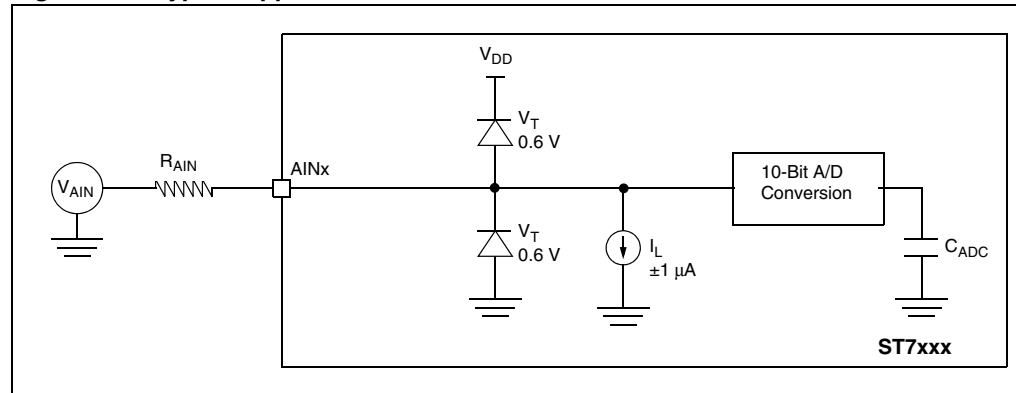 V_DD
V_T
0.6 V
R_AIN
AINx
V_AIN
10-Bit A/D
Conversion
V_T
0.6 V
I_L
±1 μA
C_ADC
ST7xxx